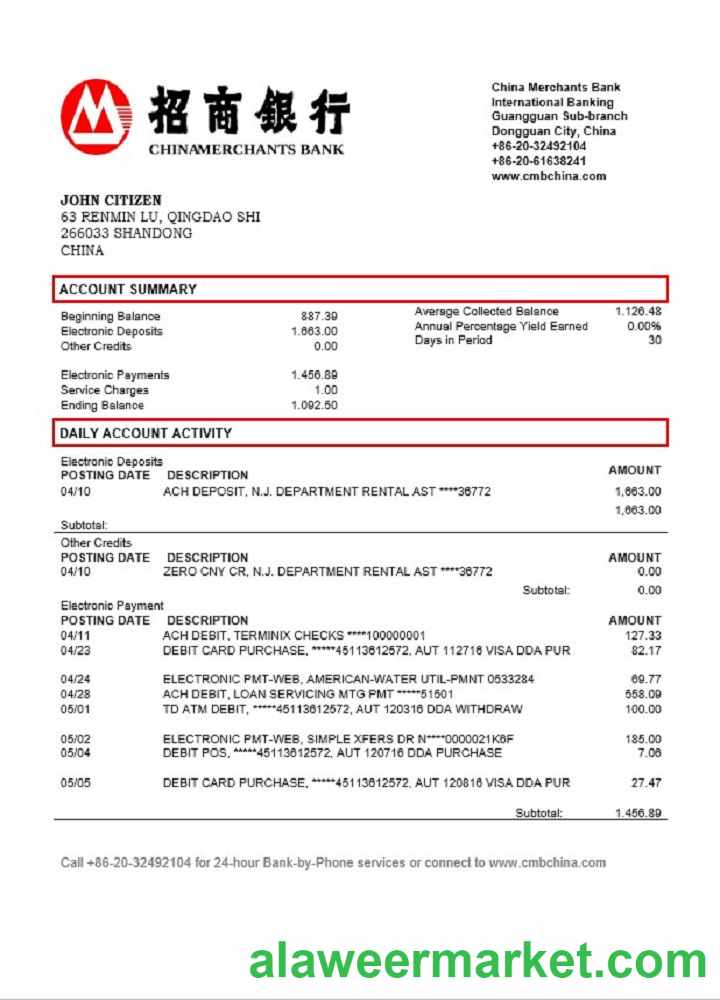 招商银行
CHINAMERCHANTS BANK
China Merchants Bank
International Banking
Guangguan Sub-branch
Dongguan City, China
+86-20-32492104
+86-20-61638241
www.cmbchina.com
JOHN CITIZEN
63 RENMIN LU, QINGDAO SHI
266033 SHANDONG
CHINA
ACCOUNT SUMMARY
Beginning Balance 887.39
Electronic Deposits 1.663.00
Other Credits 0.00
Electronic Payments 1.456.89
Service Charges 1.00
Ending Balance 1.092.50
Average Collected Balance 1.126.48
Annual Percentage Yield Earned 0.00%
Days in Period 30
DAILY ACCOUNT ACTIVITY
Electronic Deposits
POSTING DATE DESCRIPTION AMOUNT
04/10 ACH DEPOSIT, N.J. DEPARTMENT RENTAL AST ****36772 1,663.00
1,663.00
Subtotal:
Other Credits
POSTING DATE DESCRIPTION AMOUNT
04/10 ZERO CNY CR, N.J. DEPARTMENT RENTAL AST ****36772 0.00
Subtotal: 0.00
Electronic Payment
POSTING DATE DESCRIPTION AMOUNT
04/11 ACH DEBIT, TERMINIX CHECKS ****100000001 127.33
04/23 DEBIT CARD PURCHASE, *****45113612572, AUT 112716 VISA DDA PUR 82.17
04/24 ELECTRONIC PMT-WEB, AMERICAN-WATER UTIL-PMNT 0533284 69.77
04/28 ACH DEBIT, LOAN SERVICING MTG PMT *****51501 558.09
05/01 TD ATM DEBIT, *****45113612572, AUT 120316 DDA WITHDRAW 100.00
05/02 ELECTRONIC PMT-WEB, SIMPLE XFERS DR N****0000021K6F 185.00
05/04 DEBIT POS, *****45113612572, AUT 120716 DDA PURCHASE 7.06
05/05 DEBIT CARD PURCHASE, *****45113612572, AUT 120816 VISA DDA PUR 27.47
Subtotal: 1.456.89
Call +86-20-32492104 for 24-hour Bank-by-Phone services or connect to www.cmbchina.com
alaweermarket.com